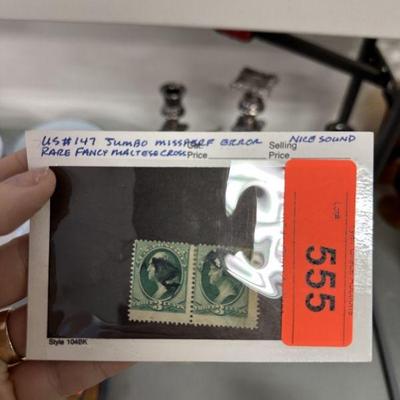 US#147 JUMBO MISSPERF ERROR NICE SOUND
RARE FANCY MALTESE CROSS Price Selling Price
Lot#
555
Style 104BK